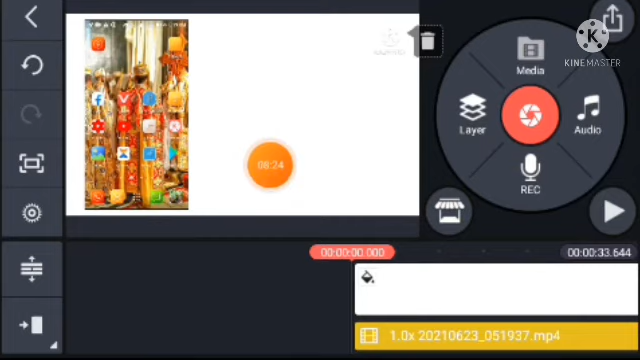 K
KINEMASTER
Media
Layer
Audio
REC
08:24
00:00:00.000
00:00:33.644
1.0x 20210623_051937.mp4